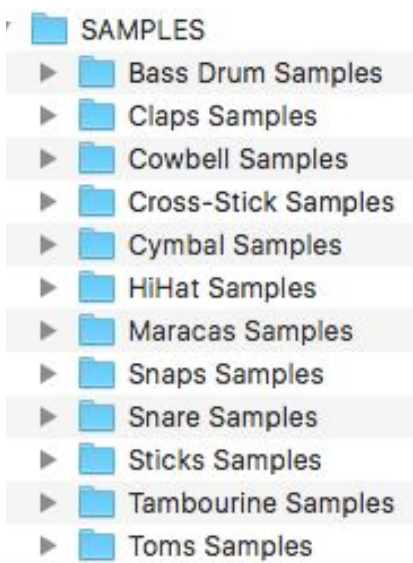 SAMPLES
Bass Drum Samples
Claps Samples
Cowbell Samples
Cross-Stick Samples
Cymbal Samples
HiHat Samples
Maracas Samples
Snaps Samples
Snare Samples
Sticks Samples
Tambourine Samples
Toms Samples